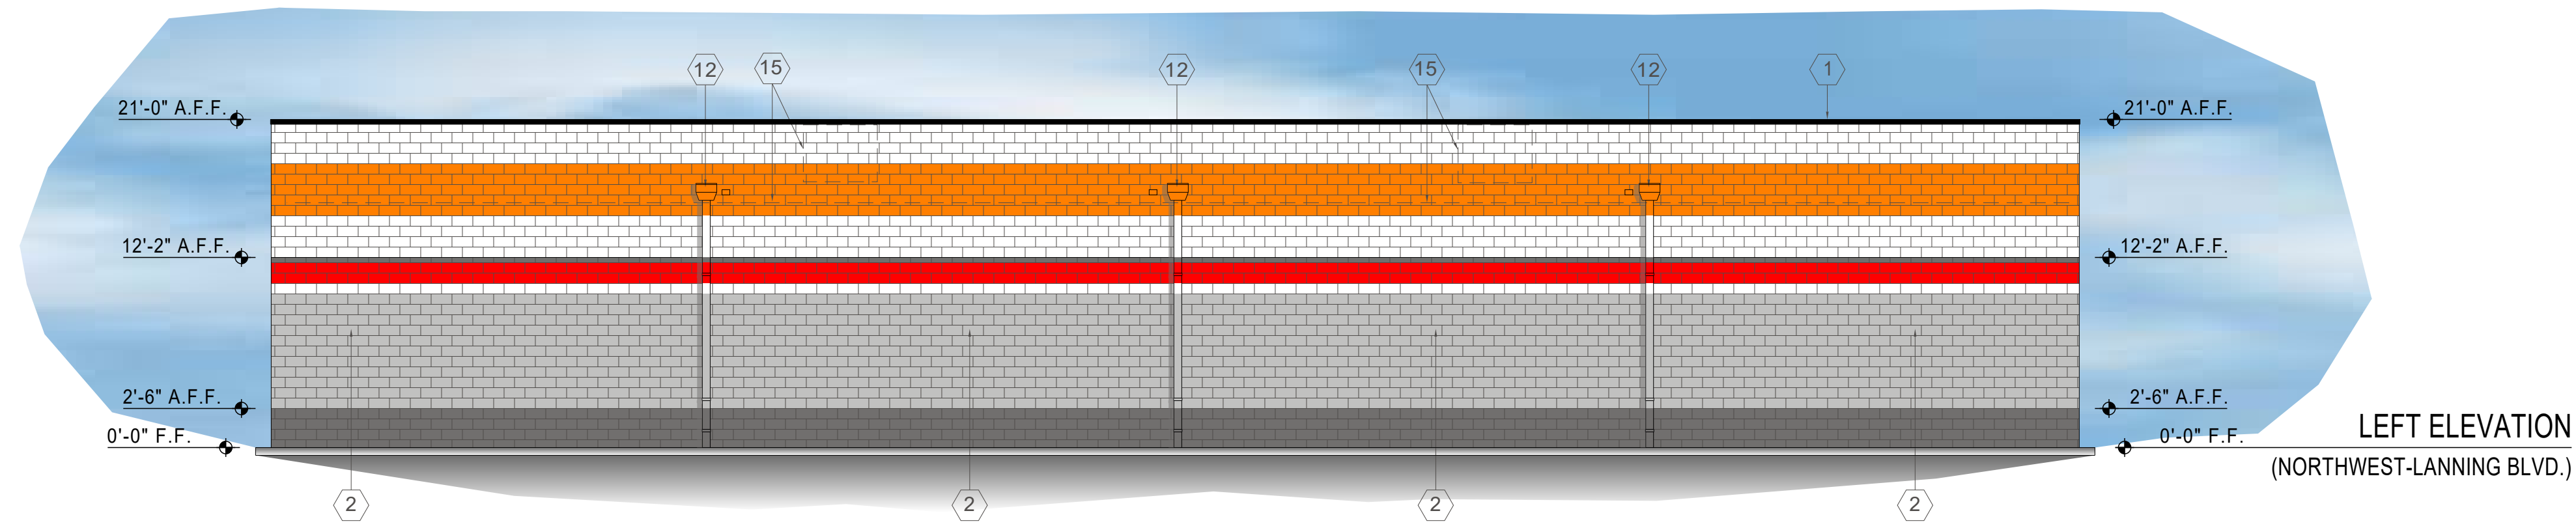 12
15
12
15
12
1
21'-0" A.F.F.
21'-0" A.F.F.
12'-2" A.F.F.
12'-2" A.F.F.
2'-6" A.F.F.
2'-6" A.F.F.
0'-0" F.F.
0'-0" F.F.
LEFT ELEVATION
(NORTHWEST-LANNING BLVD.)
2
2
2
2